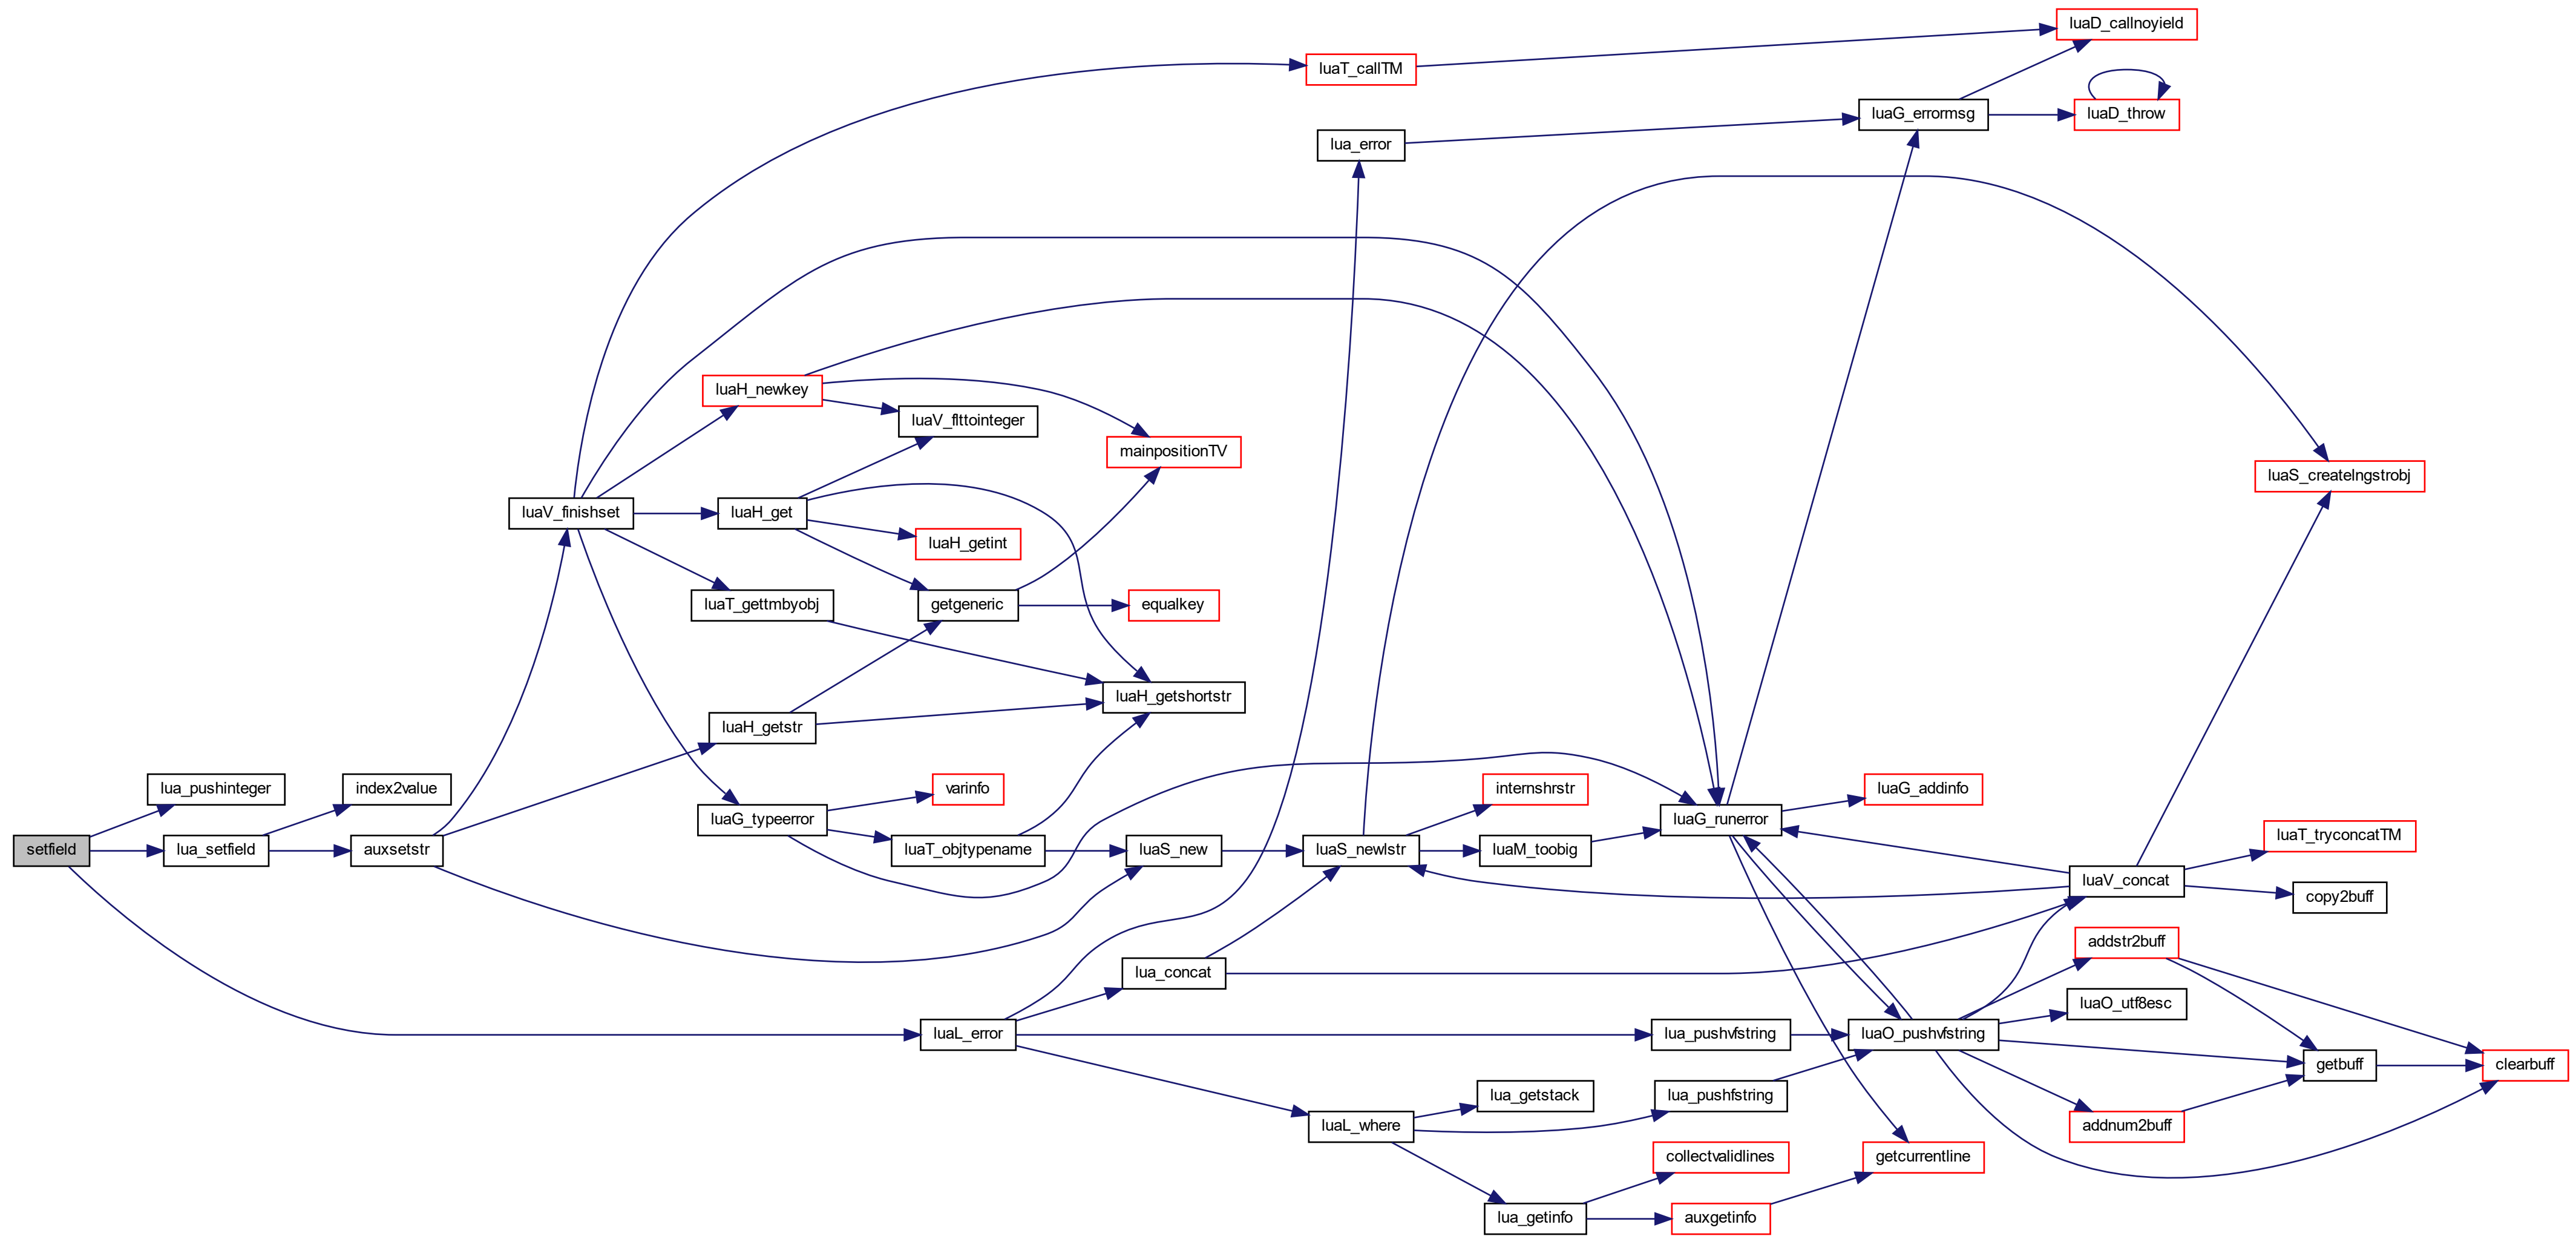 luaD_callnoyield
luaT_callTM
luaG_errormsg
luaD_throw
lua_error
luaH_newkey
luaV_flttointeger
mainpositionTV
luaS_createlngstrobj
luaV_finishset
luaH_get
luaH_getint
luaT_gettmbyobj
getgeneric
equalkey
luaH_getshortstr
luaH_getstr
lua_pushinteger
index2value
varinfo
internshrstr
luaG_addinfo
luaG_typeerror
luaG_runerror
setfield
lua_setfield
auxsetstr
luaT_objtypename
luaS_new
luaS_newlstr
luaM_toobig
luaT_tryconcatTM
luaV_concat
copy2buff
addstr2buff
lua_concat
luaO_utf8esc
luaL_error
lua_pushvfstring
luaO_pushvfstring
getbuff
clearbuff
lua_getstack
lua_pushfstring
luaL_where
addnum2buff
collectvalidlines
getcurrentline
lua_getinfo
auxgetinfo